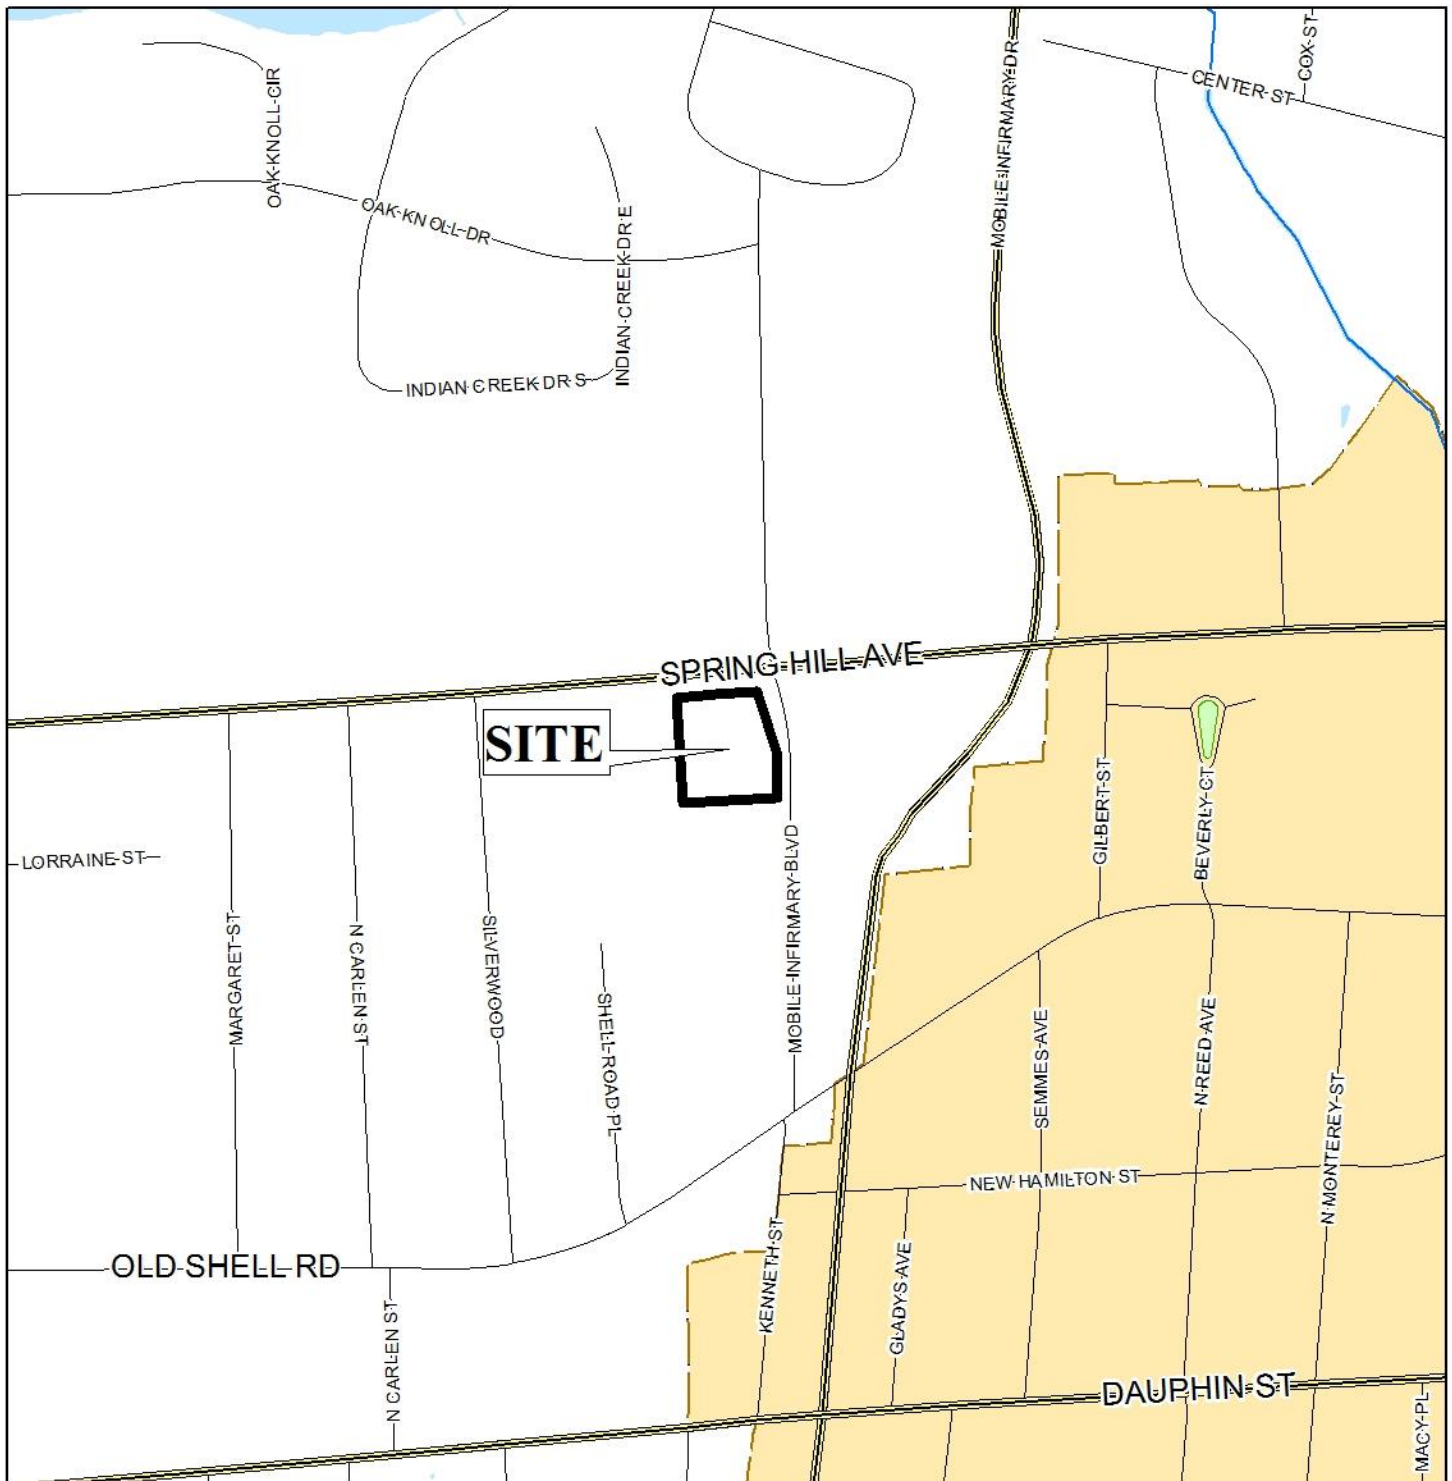 COX ST
OAK KNOLL CIR
CENTER ST
MOBILE INFIRMARY DR
OAK KNOLL DR
INDIAN CREEK DR E
INDIAN CREEK DR S
SPRING HILL AVE
SITE
GILBERT ST
BEVERLY CT
LORRAINE ST
MOBILE INFIRMARY BLVD
MARGARET ST
N CARLEN ST
SILVERWOOD
SHELL ROAD PL
SEMMES AVE
N REED AVE
N MONTEREY ST
NEW HAMILTON ST
OLD SHELL RD
KENNETH ST
GLADYS AVE
N CARLEN ST
DAUPHIN ST
MACY PL